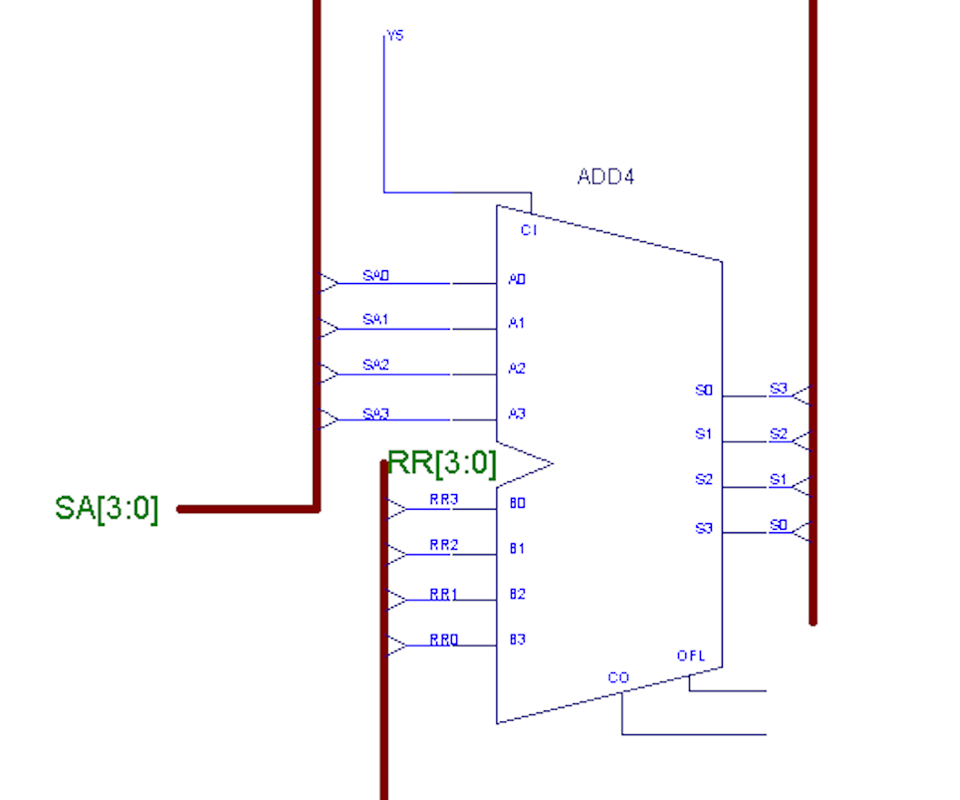 Y5
ADD4
CI
SA0 A0
SA1 A1
SA2 A2
S0 S3
SA3 A3
S1 S2
RR[3:0]
S2 S1
RR3 B0
SA[3:0]
S3 S0
RR2 B1
RR1 B2
RR0 B3
OFL
CO